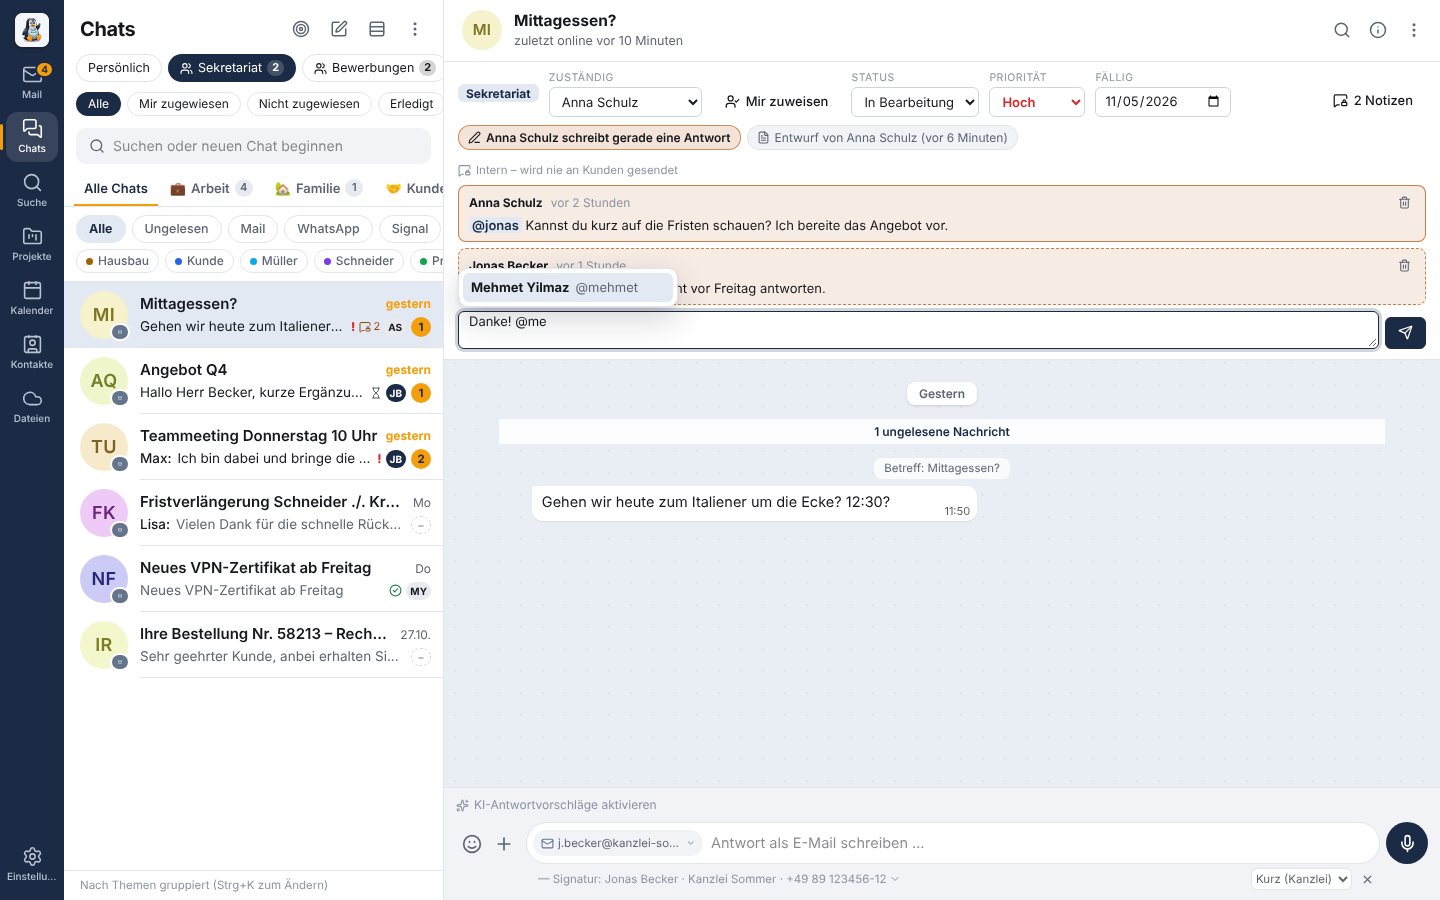 4
Mail
Chats
Suche
Projekte
Kalender
Kontakte
Dateien
Einstellu...
Chats
Persönlich
Sekretariat 2
Bewerbungen 2
Alle
Mir zugewiesen
Nicht zugewiesen
Erledigt
Suchen oder neuen Chat beginnen
Alle Chats
💼 Arbeit 4
🏡 Familie 1
🤝 Kunde
Alle
Ungelesen
Mail
WhatsApp
Signal
Hausbau
Kunde
Müller
Schneider
MI
Mittagessen? gestern
Gehen wir heute zum Italiener... ! 2 AS 1
AQ
Angebot Q4 gestern
Hallo Herr Becker, kurze Ergänzu... JB 1
TU
Teammeeting Donnerstag 10 Uhr gestern
Max: Ich bin dabei und bringe die ... ! JB 2
FK
Fristverlängerung Schneider ./. Kr... Mo
Lisa: Vielen Dank für die schnelle Rück... –
NF
Neues VPN-Zertifikat ab Freitag Do
Neues VPN-Zertifikat ab Freitag MY
IR
Ihre Bestellung Nr. 58213 – Rech... 27.10.
Sehr geehrter Kunde, anbei erhalten Si... –
Nach Themen gruppiert (Strg+K zum Ändern)
MI
Mittagessen?
zuletzt online vor 10 Minuten
Sekretariat
ZUSTÄNDIG
Anna Schulz
Mir zuweisen
STATUS
In Bearbeitung
PRIORITÄT
Hoch
FÄLLIG
11/05/2026
2 Notizen
Anna Schulz schreibt gerade eine Antwort
Entwurf von Anna Schulz (vor 6 Minuten)
Intern – wird nie an Kunden gesendet
Anna Schulz vor 2 Stunden
@jonas Kannst du kurz auf die Fristen schauen? Ich bereite das Angebot vor.
Jonas Becker vor 1 Stunde
vor Freitag antworten.
Mehmet Yilmaz @mehmet
Danke! @me
Gestern
1 ungelesene Nachricht
Betreff: Mittagessen?
Gehen wir heute zum Italiener um die Ecke? 12:30?
11:50
KI-Antwortvorschläge aktivieren
j.becker@kanzlei-so...
Antwort als E-Mail schreiben ...
— Signatur: Jonas Becker · Kanzlei Sommer · +49 89 123456-12
Kurz (Kanzlei)